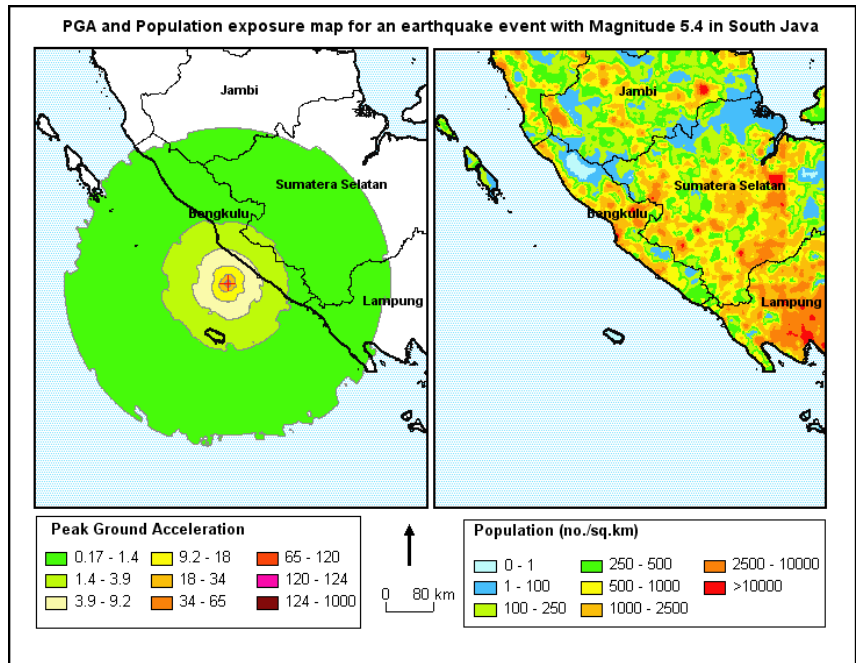 PGA and Population exposure map for an earthquake event with Magnitude 5.4 in South Java
Jambi
Sumatera Selatan
Bengkulu
Lampung
Jambi
Sumatera Selatan
Bengkulu
Lampung
Peak Ground Acceleration
0.17 - 1.4
9.2 - 18
65 - 120
1.4 - 3.9
18 - 34
120 - 124
3.9 - 9.2
34 - 65
124 - 1000
0 80 km
Population (no./sq.km)
0 - 1
250 - 500
2500 - 10000
1 - 100
500 - 1000
>10000
100 - 250
1000 - 2500